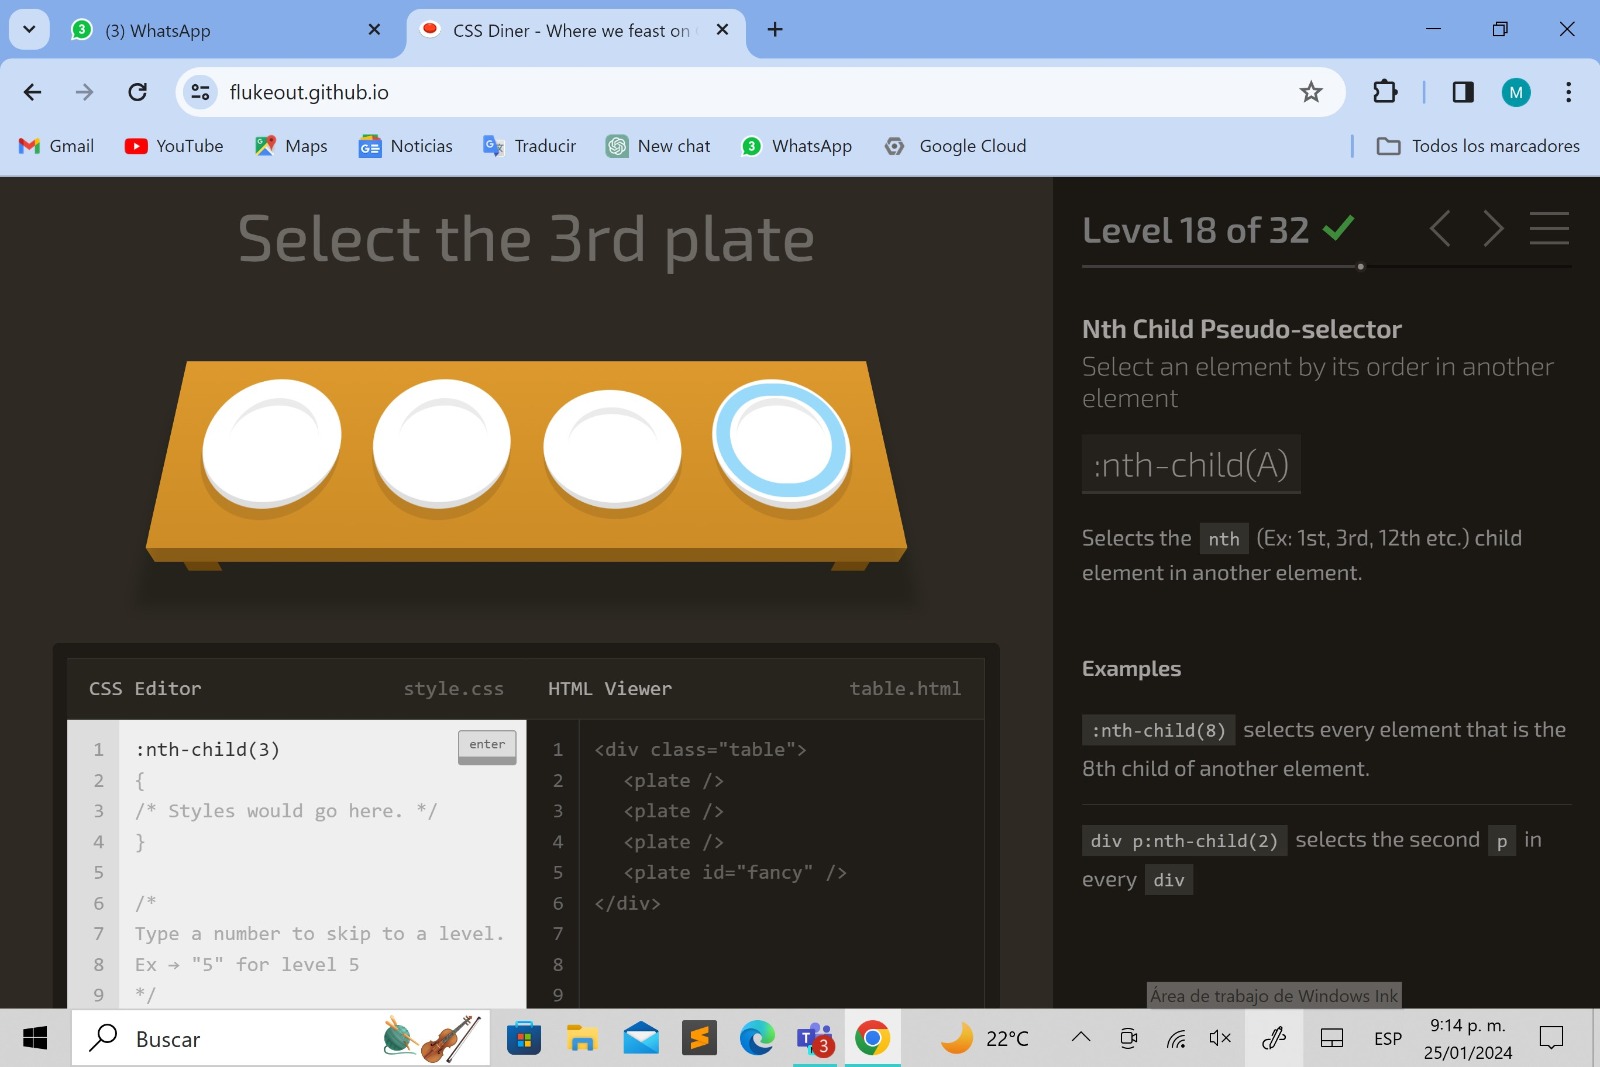 (3) WhatsApp
CSS Diner - Where we feast on
flukeout.github.io
M
Gmail
YouTube
Maps
Noticias
Traducir
New chat
WhatsApp
Google Cloud
Todos los marcadores
Select the 3rd plate
CSS Editor
style.css
HTML Viewer
table.html
1 :nth-child(3)
enter
2 {
3 /* Styles would go here. */
4 }
5
6 /*
7 Type a number to skip to a level.
8 Ex → "5" for level 5
9 */
1 <div class="table">
2 <plate />
3 <plate />
4 <plate />
5 <plate id="fancy" />
6 </div>
7
8
9
Level 18 of 32
Nth Child Pseudo-selector
Select an element by its order in another
element
:nth-child(A)
Selects the nth (Ex: 1st, 3rd, 12th etc.) child
element in another element.
Examples
:nth-child(8) selects every element that is the
8th child of another element.
div p:nth-child(2) selects the second p in
every div
Área de trabajo de Windows Ink
Buscar
3
22°C
ESP
9:14 p. m.
25/01/2024